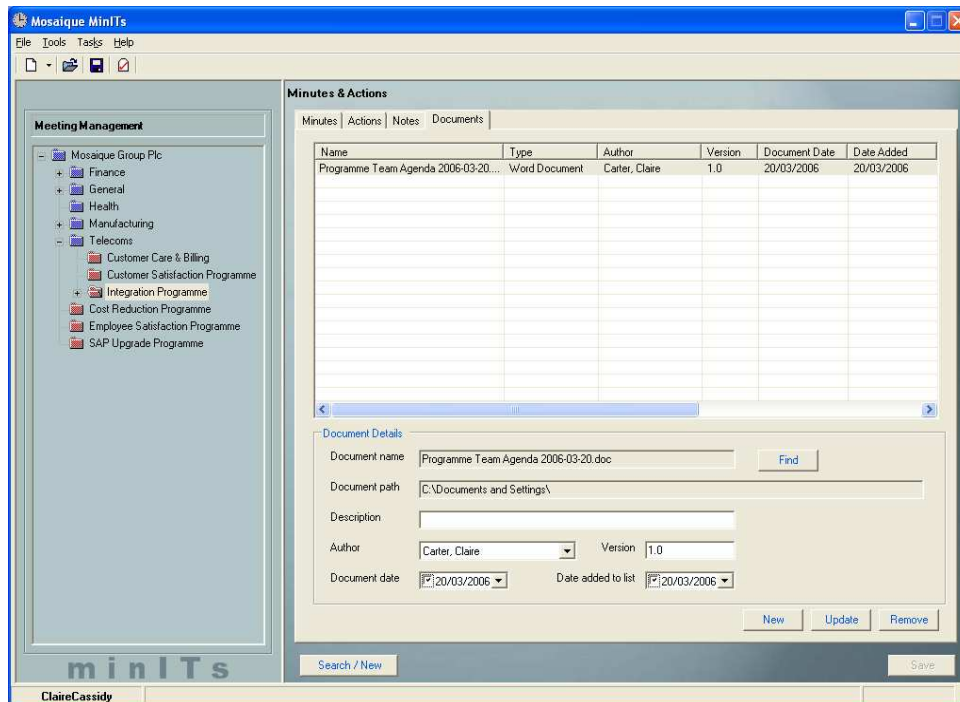 Mosaique MinITs
File Tools Tasks Help
Minutes & Actions
Meeting Management
Mosaique Group Plc
Finance
General
Health
Manufacturing
Telecoms
Customer Care & Billing
Customer Satisfaction Programme
Integration Programme
Cost Reduction Programme
Employee Satisfaction Programme
SAP Upgrade Programme
minITs
Minutes Actions Notes Documents
Name Type Author Version Document Date Date Added
Programme Team Agenda 2006-03-20.... Word Document Carter, Claire 1.0 20/03/2006 20/03/2006
Document Details
Document name Programme Team Agenda 2006-03-20.doc Find
Document path C:\Documents and Settings\
Description
Author Carter, Claire Version 1.0
Document date 20/03/2006 Date added to list 20/03/2006
New Update Remove
Search / New Save
ClaireCassidy